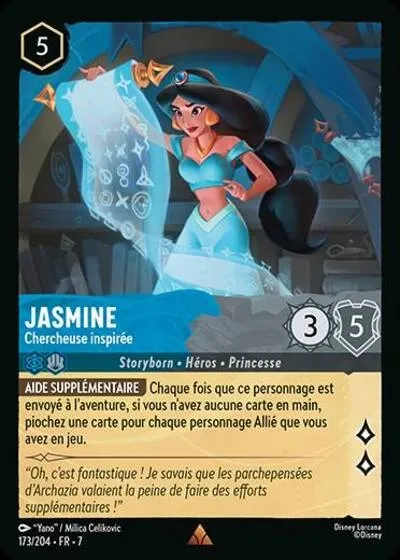 5
JASMINE
Chercheuse inspirée
3
5
Storyborn • Héros • Princesse
AIDE SUPPLÉMENTAIRE Chaque fois que ce personnage est
envoyé à l'aventure, si vous n'avez aucune carte en main,
piochez une carte pour chaque personnage Allié que vous
avez en jeu.
“Oh, c'est fantastique ! Je savais que les parchepensées
d'Archazia valaient la peine de faire des efforts
supplémentaires !”
“Yano” / Milica Celikovic
173/204 • FR • 7
Disney Lorcana
©Disney